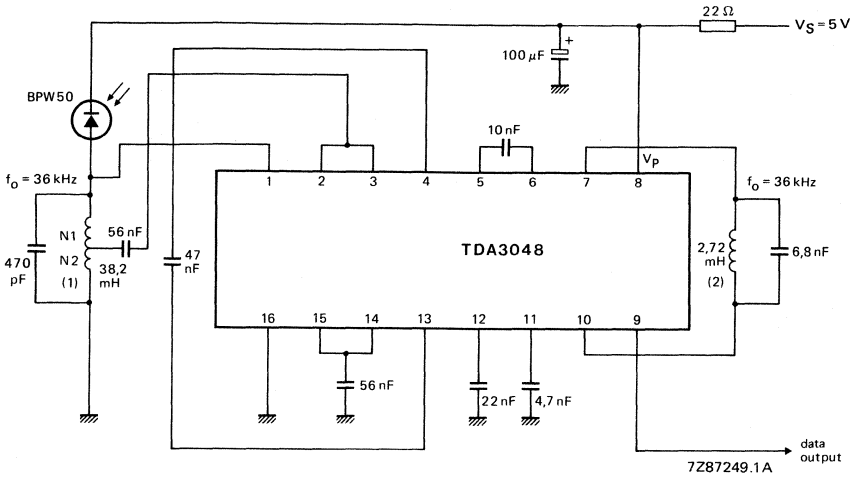 22 Ω
V_S = 5 V
+
100 μF
BPW50
10 nF
V_P
1 2 3 4 5 6 7 8
f_o = 36 kHz
f_o = 36 kHz
N1
56 nF
N2
470 pF
(1)
38,2 mH
47 nF
TDA3048
2,72 mH
(2)
6,8 nF
16 15 14 13 12 11 10 9
56 nF
22 nF
4,7 nF
data output
7Z87249.1A